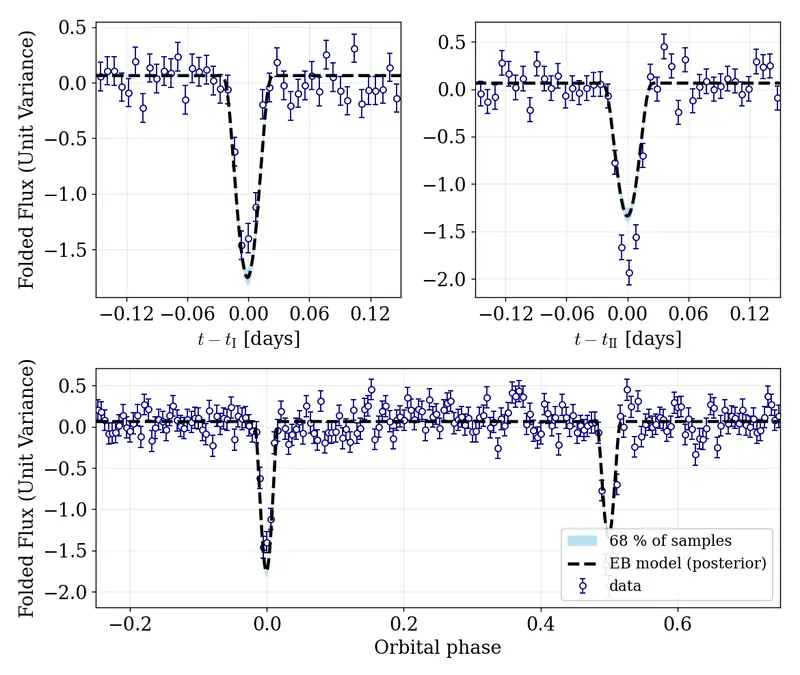 Folded Flux (Unit Variance)
0.5
0.0
−0.5
−1.0
−1.5
−0.12 −0.06 0.00 0.06 0.12
t − tI [days]
0.5
0.0
−0.5
−1.0
−1.5
−2.0
−0.12 −0.06 0.00 0.06 0.12
t − tII [days]
Folded Flux (Unit Variance)
0.5
0.0
−0.5
−1.0
−1.5
−2.0
68 % of samples
EB model (posterior)
data
−0.2 0.0 0.2 0.4 0.6
Orbital phase